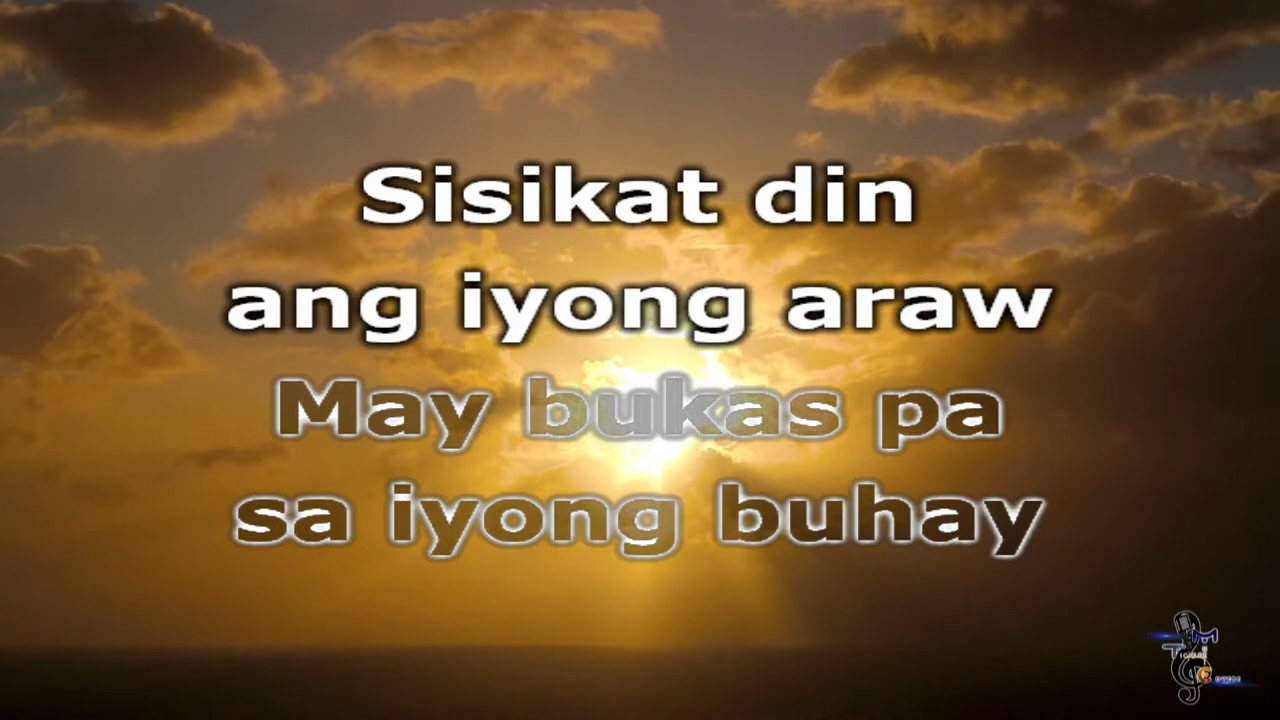 Sisikat din
ang iyong araw
May bukas pa
sa iyong buhay